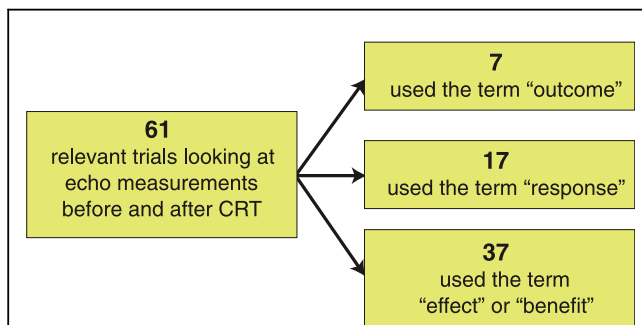 61
relevant trials looking at
echo measurements
before and after CRT
7
used the term “outcome”
17
used the term “response”
37
used the term
“effect” or “benefit”